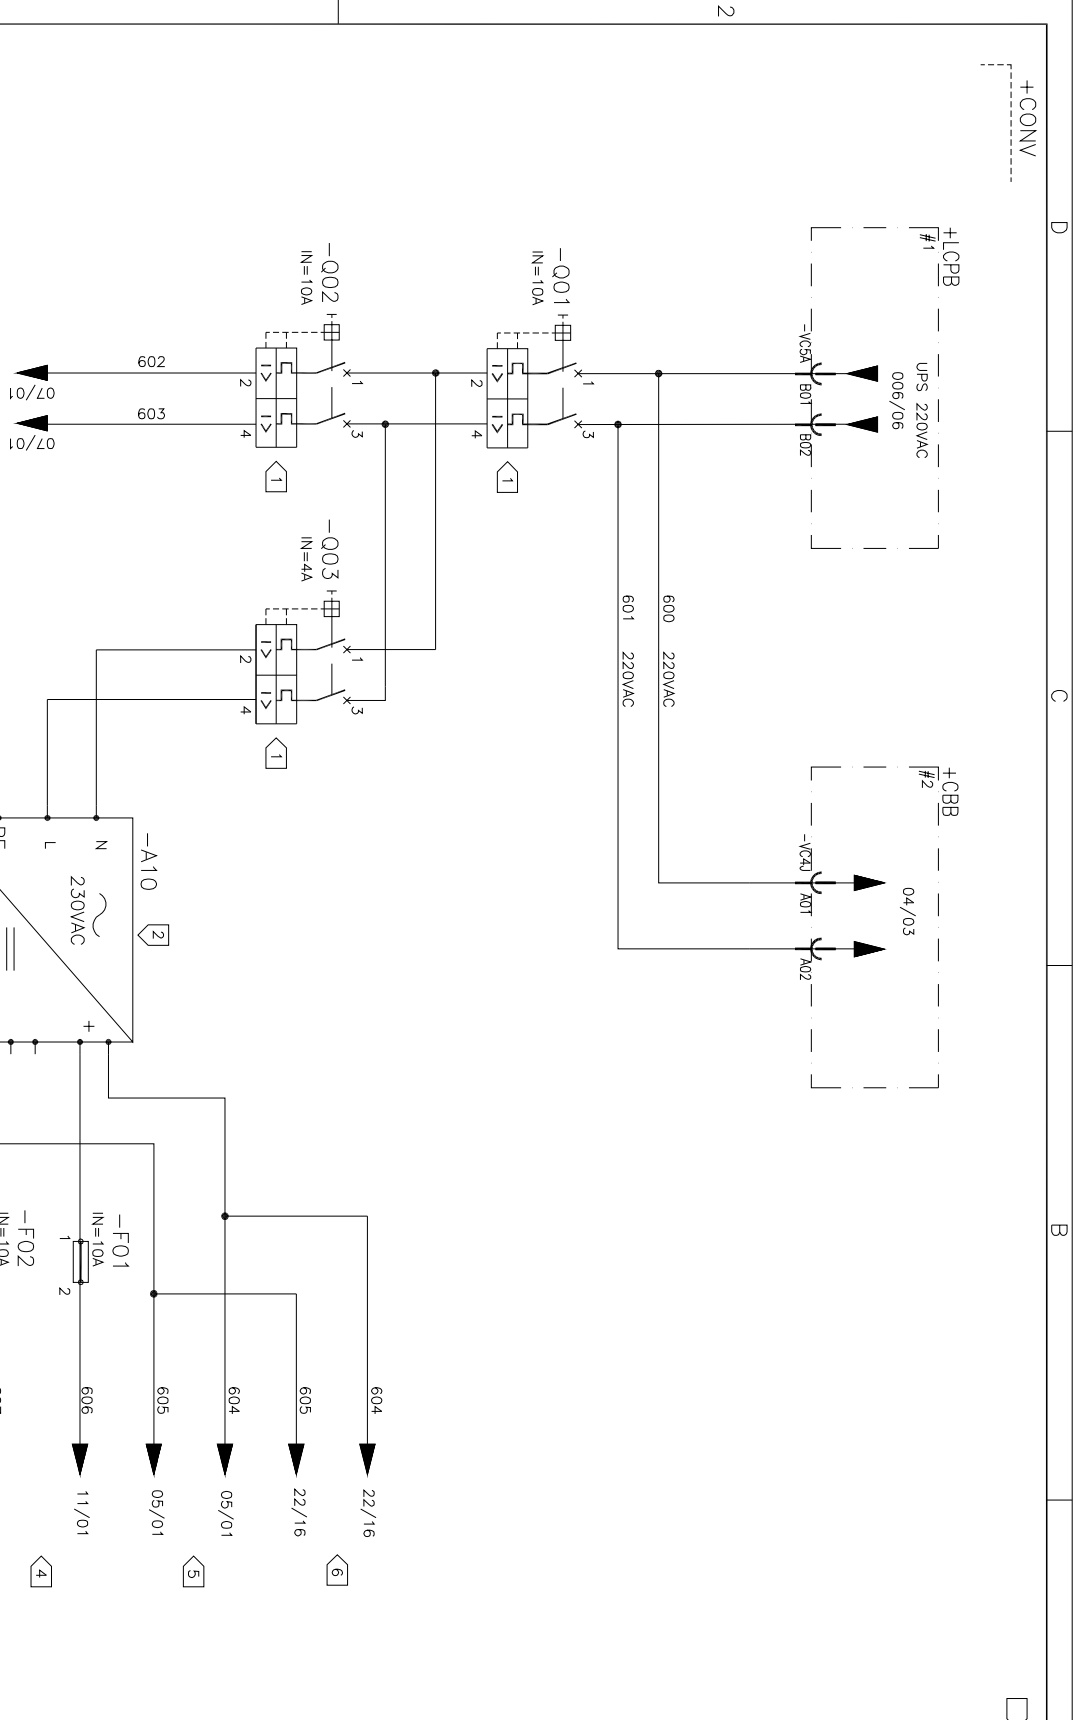 2
+CONV
D
C
B
+LCPB
#1
UPS 220VAC
006/06
-VC5A
B01
B02
+CBB
#2
04/03
-VC4J
A01
A02
600 220VAC
601 220VAC
-Q01
IN=10A
1
3
2
4
1
-Q02
IN=10A
1
3
2
4
1
602
603
07/01
07/01
-Q03
IN=4A
1
3
2
4
1
-A10
2
N
L
230VAC
+
-F01
IN=10A
1
2
-F02
IN=10A
604
605
604
605
606
22/16
22/16
05/01
05/01
11/01
6
5
4